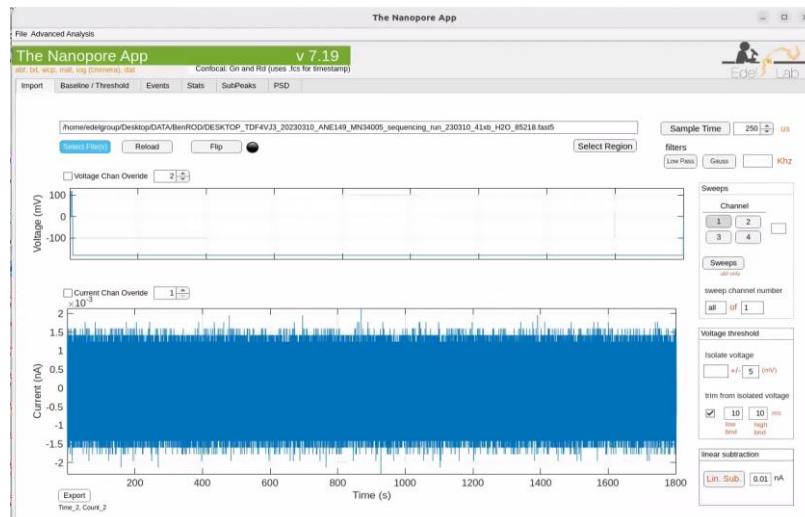 The Nanopore App
File Advanced Analysis
The Nanopore App v 7.19
abf, txt, wcp, mat, log (chimera), dat
Confocal. Gn and Rd (uses .fcs for timestamp)
Edel Lab
Import Baseline / Threshold Events Stats SubPeaks PSD
/home/edelgroup/Desktop/DATA/BenROD/DESKTOP_TDF4VJ3_20230310_ANE149_MN34005_sequencing_run_230310_41xb_H2O_85218.fast5
Sample Time 250 us
Select File(s) Reload Flip Select Region
filters
Low Pass Gauss Khz
Voltage Chan Overide 2
Voltage (mV)
100
0
-100
Sweeps
Channel
1 2
3 4
Sweeps
abf only
sweep channel number
all of 1
Current Chan Overide 1
×10-3
Current (nA)
2
1.5
1
0.5
0
-0.5
-1
-1.5
-2
200 400 600 800 1000 1200 1400 1600 1800
Time (s)
Voltage threshold
Isolate voltage
+/- 5 (mV)
trim from isolated voltage
10 10 ms
low high
bnd bnd
linear subtraction
Lin. Sub. 0.01 nA
Export
Time_2, Count_2